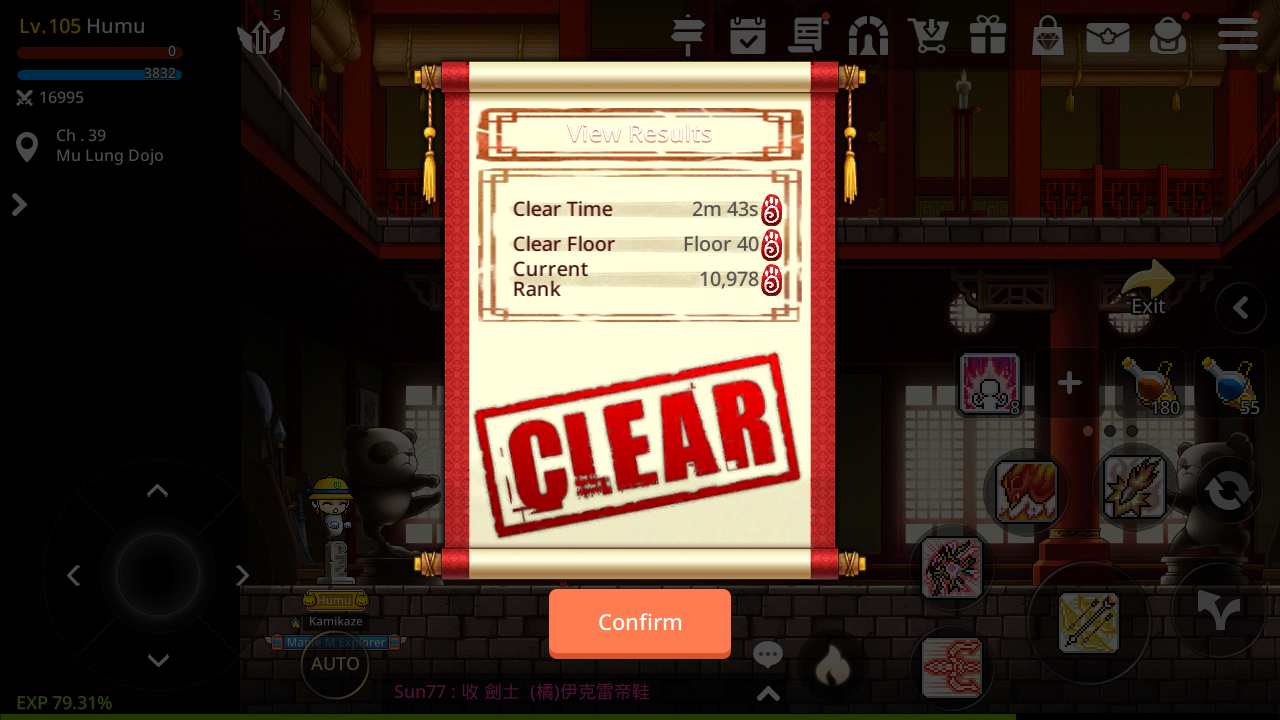 Lv.105 Humu
0
3832
16995
Ch . 39
Mu Lung Dojo
5
View Results
Clear Time 2m 43s
Clear Floor Floor 40
Current Rank 10,978
CLEAR
Confirm
Exit
8
180
55
Humu
Kamikaze
Maple M Explorer
AUTO
Sun77 : 收 劍士 (橘)伊克雷帝鞋
EXP 79.31%